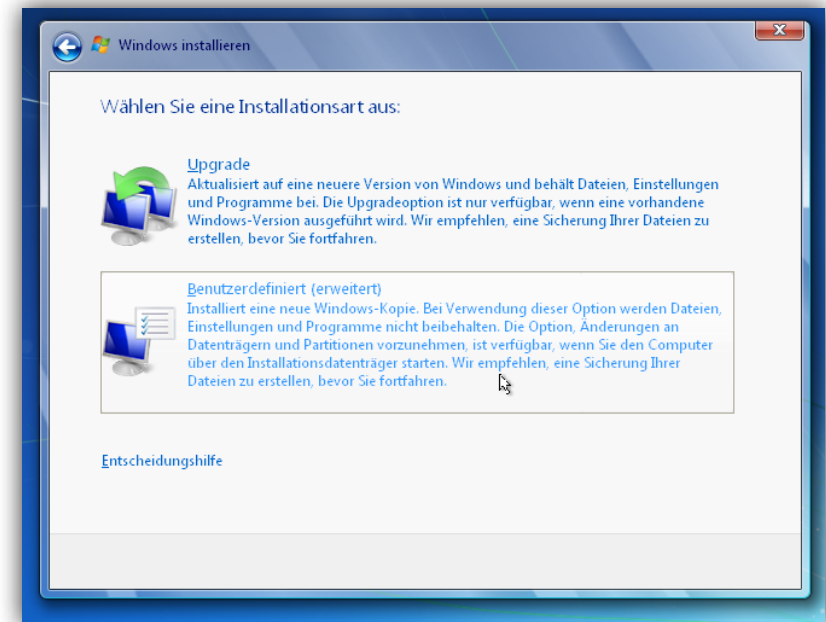 Windows installieren
Wählen Sie eine Installationsart aus:
Upgrade
Aktualisiert auf eine neuere Version von Windows und behält Dateien, Einstellungen
und Programme bei. Die Upgradeoption ist nur verfügbar, wenn eine vorhandene
Windows-Version ausgeführt wird. Wir empfehlen, eine Sicherung Ihrer Dateien zu
erstellen, bevor Sie fortfahren.
Benutzerdefiniert (erweitert)
Installiert eine neue Windows-Kopie. Bei Verwendung dieser Option werden Dateien,
Einstellungen und Programme nicht beibehalten. Die Option, Änderungen an
Datenträgern und Partitionen vorzunehmen, ist verfügbar, wenn Sie den Computer
über den Installationsdatenträger starten. Wir empfehlen, eine Sicherung Ihrer
Dateien zu erstellen, bevor Sie fortfahren.
Entscheidungshilfe